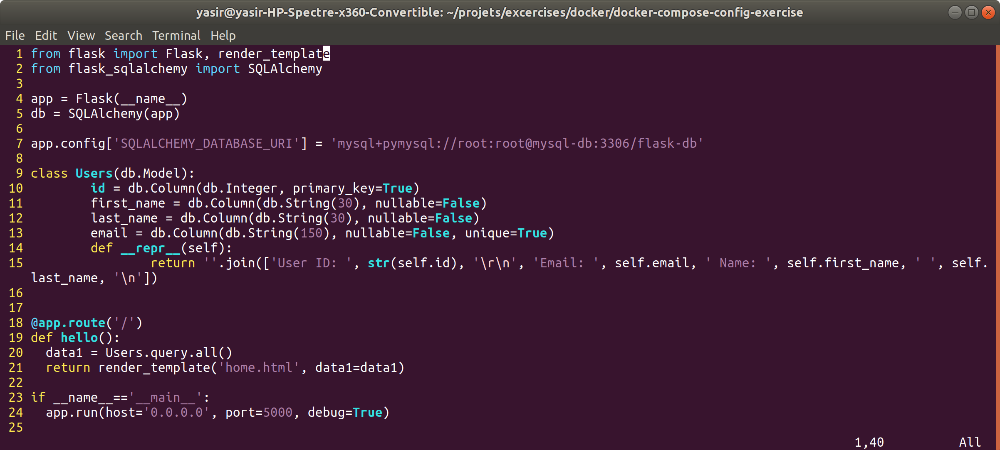 yasir@yasir-HP-Spectre-x360-Convertible: ~/projets/excercises/docker/docker-compose-config-exercise
File Edit View Search Terminal Help
1 from flask import Flask, render_template
2 from flask_sqlalchemy import SQLAlchemy
3
4 app = Flask(__name__)
5 db = SQLAlchemy(app)
6
7 app.config['SQLALCHEMY_DATABASE_URI'] = 'mysql+pymysql://root:root@mysql-db:3306/flask-db'
8
9 class Users(db.Model):
10         id = db.Column(db.Integer, primary_key=True)
11         first_name = db.Column(db.String(30), nullable=False)
12         last_name = db.Column(db.String(30), nullable=False)
13         email = db.Column(db.String(150), nullable=False, unique=True)
14         def __repr__(self):
15                 return ''.join(['User ID: ', str(self.id), '\r\n', 'Email: ', self.email, ' Name: ', self.first_name, ' ', self.
last_name, '\n'])
16
17
18 @app.route('/')
19 def hello():
20   data1 = Users.query.all()
21   return render_template('home.html', data1=data1)
22
23 if __name__=='__main__':
24   app.run(host='0.0.0.0', port=5000, debug=True)
25
1,40 All